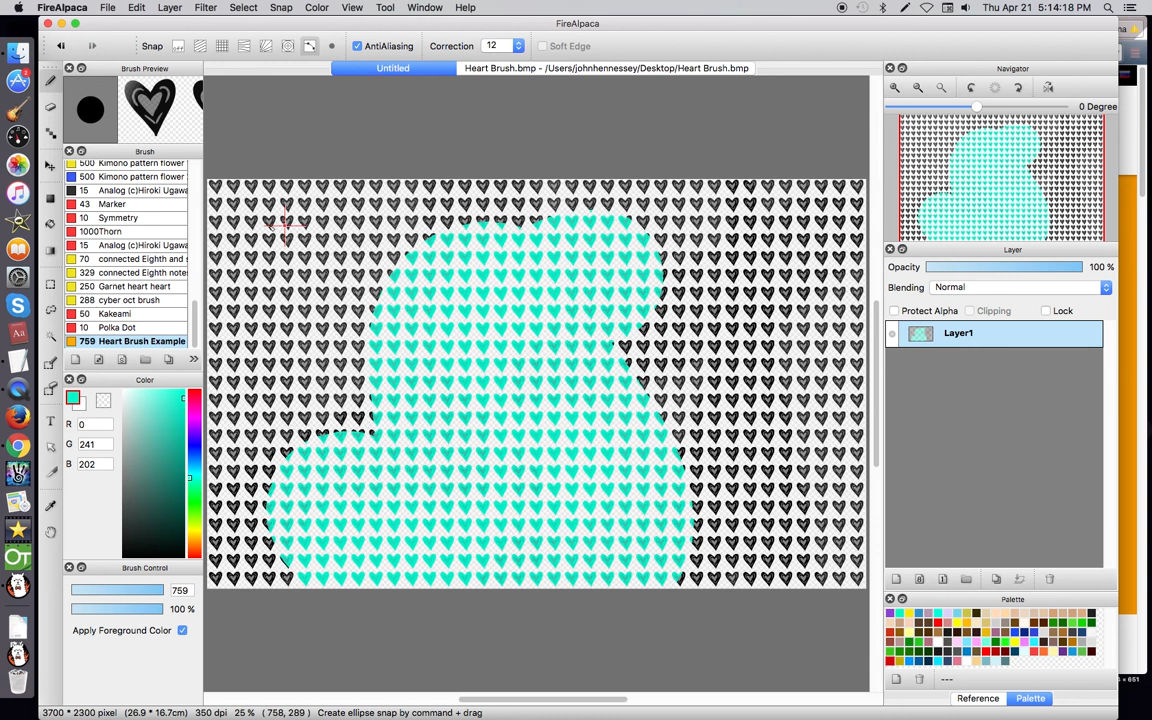 FireAlpaca File Edit Layer Filter Select Snap Color View Tool Window Help Thu Apr 21 5:14:18 PM
FireAlpaca
Snap AntiAliasing Correction 12 Soft Edge
Brush Preview
Untitled
Heart Brush.bmp - /Users/johnhennessey/Desktop/Heart Brush.bmp
Navigator
0 Degree
Brush
500 Kimono pattern flower
500 Kimono pattern flower
15 Analog (c)Hiroki Ugawa
43 Marker
10 Symmetry
1000Thorn
15 Analog (c)Hiroki Ugawa
70 connected Eighth and s
329 connected Eighth notes
250 Garnet heart heart
288 cyber oct brush
50 Kakeami
10 Polka Dot
759 Heart Brush Example
Layer
Opacity 100 %
Blending Normal
Protect Alpha Clipping Lock
Layer1
Color
R 0
G 241
B 202
Brush Control
759
100 %
Apply Foreground Color
Palette
---
Reference Palette
3700 * 2300 pixel (26.9 * 16.7cm) 350 dpi 25 % ( 758, 289 ) Create ellipse snap by command + drag